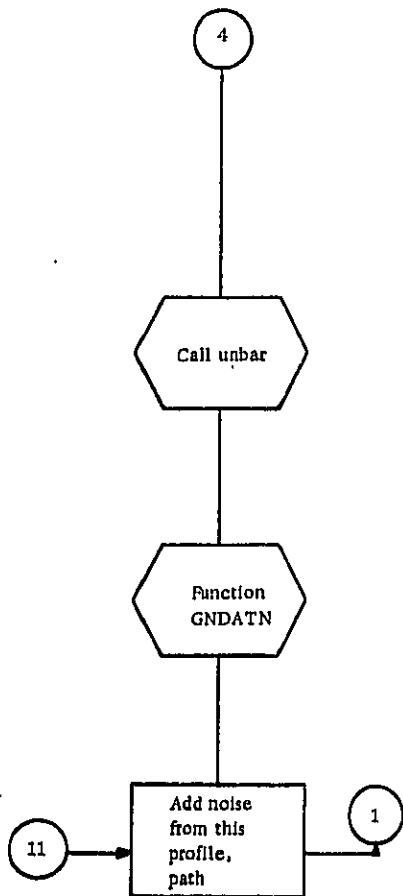 4
Call unbar
Function
GNDATN
Add noise
from this
profile,
path
11
1